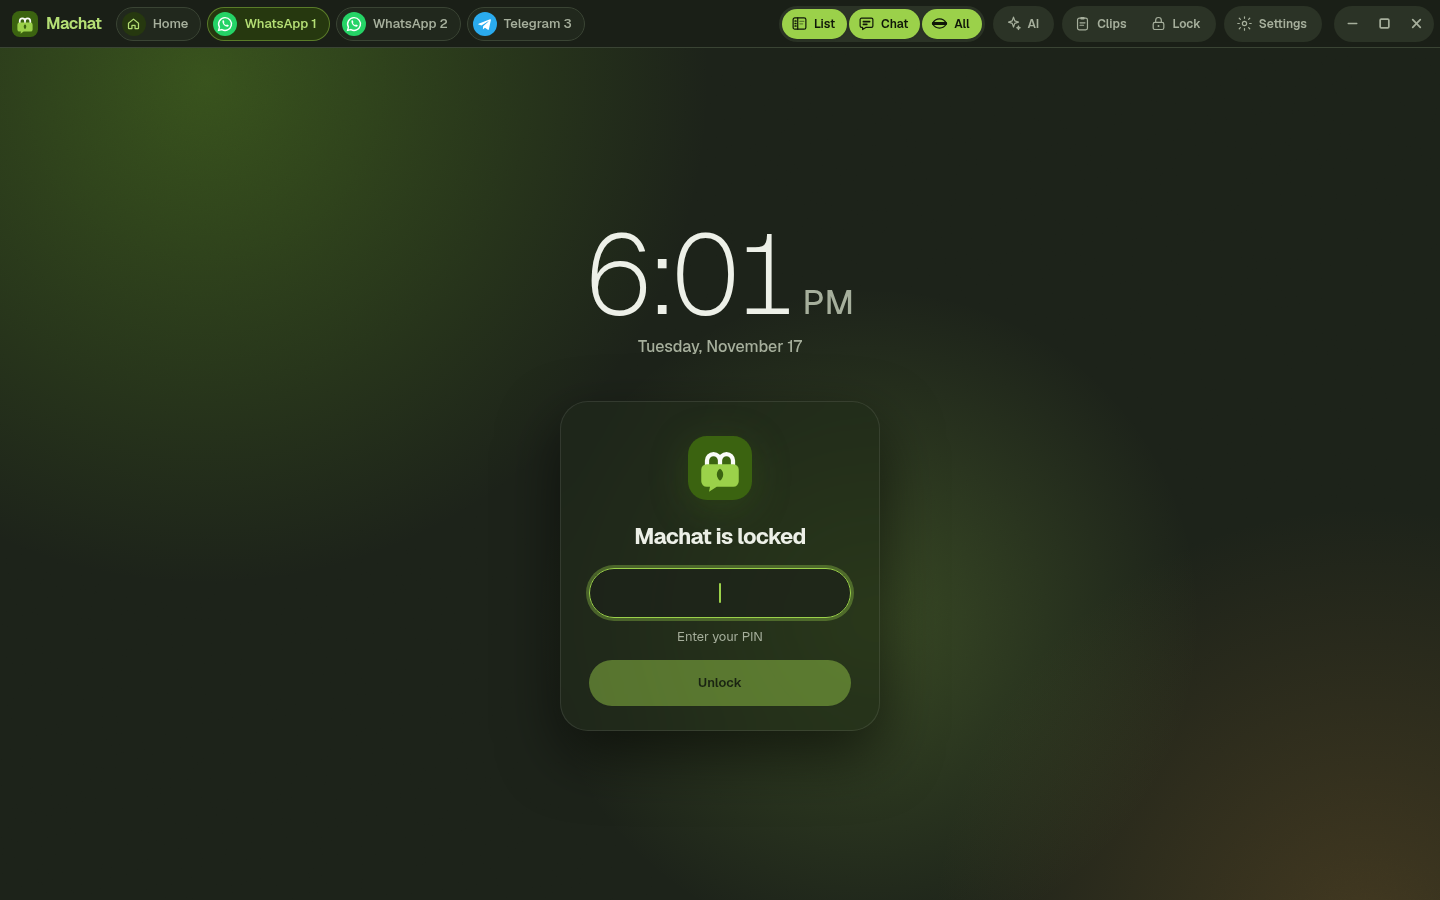 Machat
Home
WhatsApp 1
WhatsApp 2
Telegram 3
List
Chat
All
AI
Clips
Lock
Settings
6:01 PM
Tuesday, November 17
Machat is locked
Enter your PIN
Unlock